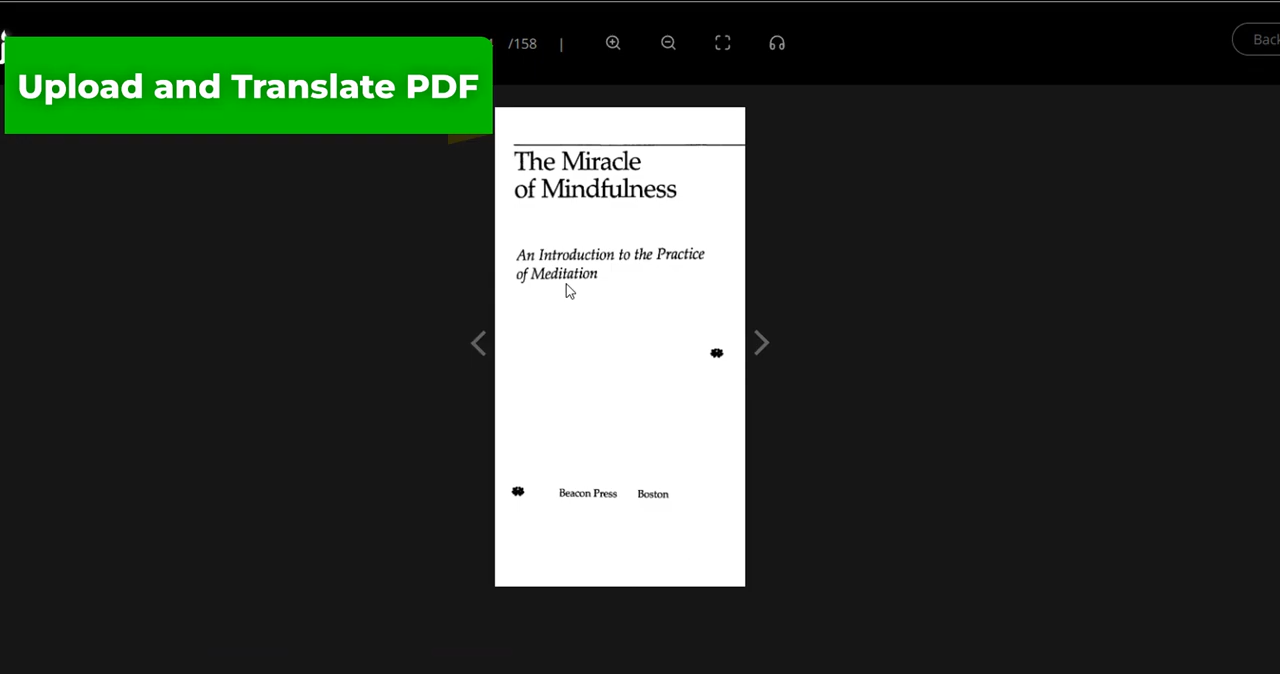 Upload and Translate PDF
/158 |
Back
The Miracle
of Mindfulness
An Introduction to the Practice
of Meditation
Beacon Press Boston